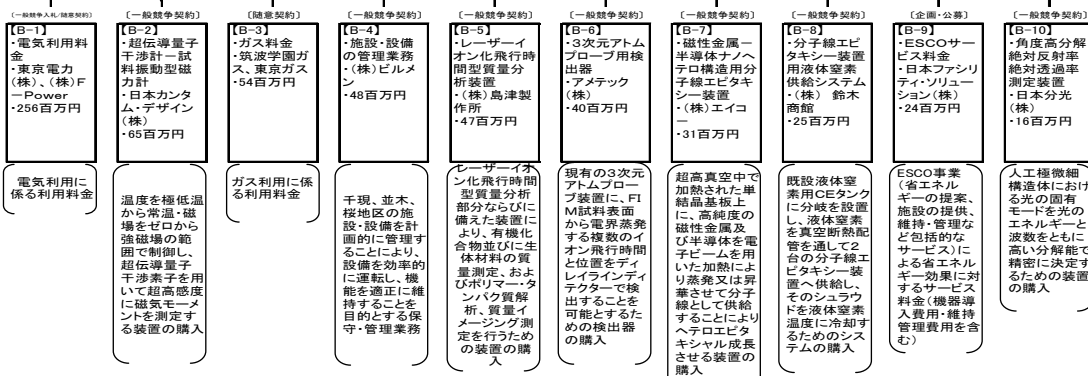 〔一般競争入札/随意契約〕
【B-1】
・電気利用料
金
・東京電力
(株)、(株)F
-Power
・256百万円
電気利用に
係る利用料金
〔一般競争契約〕
【B-2】
・超伝導量子
干渉計-試
料振動型磁
力計
・日本カンタ
ム・デザイン
(株)
・65百万円
温度を極低温
から常温・磁
場をゼロから
強磁場の範
囲で制御し、
超伝導量子
干渉素子を用
いて超高感度
に磁気モーメ
ントを測定す
る装置の購入
〔随意契約〕
【B-3】
・ガス料金
・筑波学園ガ
ス、東京ガス
・54百万円
ガス利用に係
る利用料金
〔一般競争契約〕
【B-4】
・施設・設備
の管理業務
・(株)ビルメ
ン
・48百万円
千現、並木、
桜地区の施
設・設備を計
画的に管理す
ることにより、
設備を効率的
に運転し、機
能を適正に維
持することを
目的とする保
守・管理業務
〔一般競争契約〕
【B-5】
・レーザーイ
オン化飛行時
間型質量分
析装置
・(株)島津製
作所
・47百万円
レーザーイオ
ン化飛行時間
型質量分析
部分ならびに
備えた装置に
より、有機化
合物並びに生
体材料の質
量測定、およ
びポリマー・タ
ンパク質解
析、質量イ
メージング測
定を行うため
の装置の購
入
〔一般競争契約〕
【B-6】
・3次元アトム
プローブ用検
出器
・アメテック
(株)
・40百万円
現有の3次元
アトムプロー
ブ装置に、FI
M試料表面
から電界蒸発
する複数のイ
オン飛行時間
と位置をディ
レイラインディ
テクターで検
出することを
可能とするた
めの検出器
の購入
〔一般競争契約〕
【B-7】
・磁性金属-
半導体ナノヘ
テロ構造用分
子線エピタキ
シー装置
・(株)エイコ
ー
・31百万円
超高真空中で
加熱された単
結晶基板上
に、高純度の
磁性金属及
び半導体を電
子ビームを用
いた加熱によ
り蒸発又は昇
華させて分子
線として供給
することにより
ヘテロエピタ
キシャル成長
させる装置の
購入
〔一般競争契約〕
【B-8】
・分子線エピ
タキシー装置
用液体窒素
供給システム
・(株) 鈴木
商館
・25百万円
既設液体窒
素用CEタンク
に分岐を設置
し、液体窒素
を真空断熱配
管を通して2
台の分子線エ
ピタキシー装
置へ供給し、
そのシュラウ
ドを液体窒素
温度に冷却す
るためのシス
テムの購入
〔企画・公募〕
【B-9】
・ESCOサー
ビス料金
・日本ファシリ
ティ・ソリュー
ション(株)
・24百万円
ESCO事業
(省エネル
ギーの提案、
施設の提供、
維持・管理な
ど包括的な
サービス)に
よる省エネル
ギー効果に対
するサービス
料金(機器導
入費用・維持
管理費用を含
む)
〔一般競争契約〕
【B-10】
・角度高分解
絶対反射率
絶対透過率
測定装置
・日本分光
(株)
・16百万円
人工極微細
構造体におけ
る光の固有
モードを光の
エネルギーと
波数をともに
高い分解能で
精密に決定す
るための装置
の購入